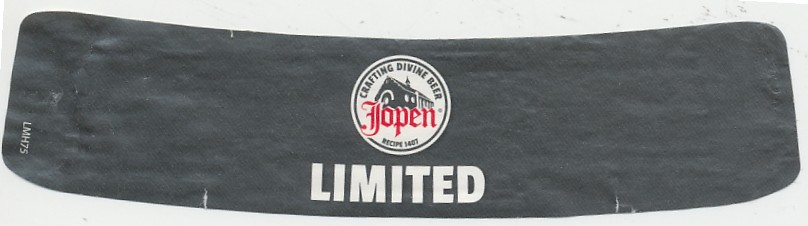 CRAFTING DIVINE BEER
Jopen®
RECIPE 1407
LIMITED
LMH75